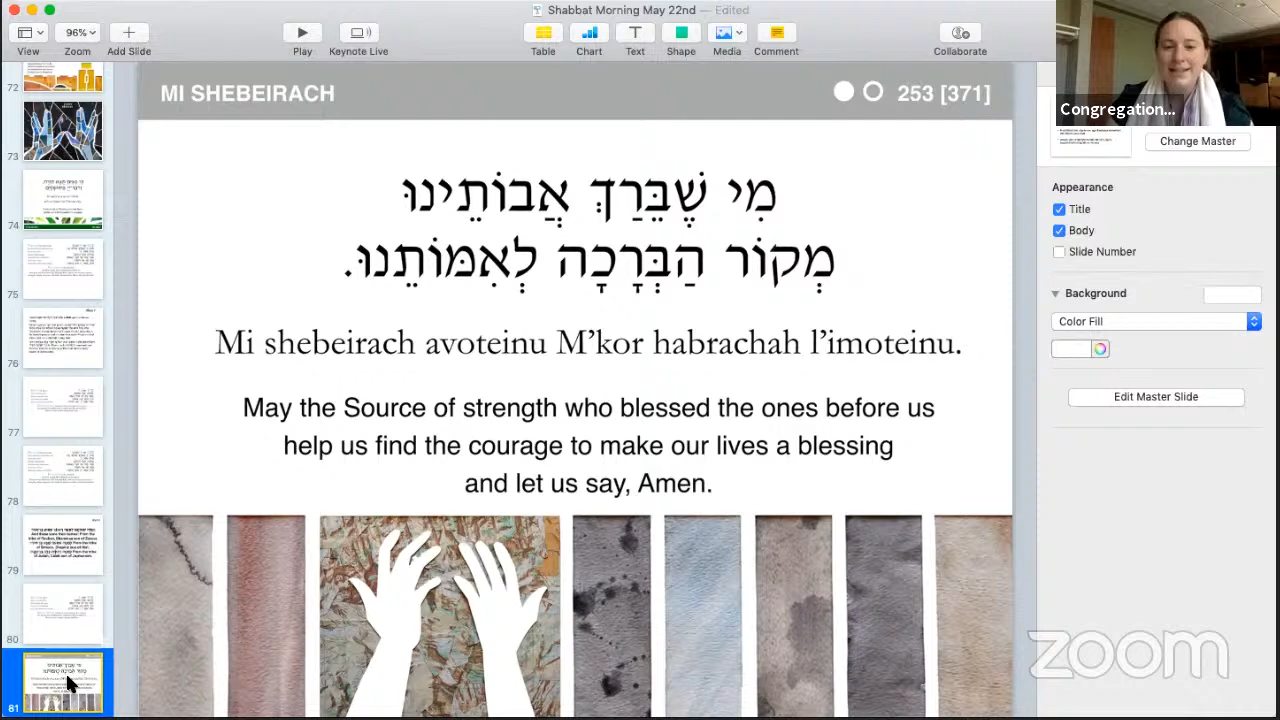 Shabbat Morning May 22nd — Edited
96%
View Zoom Add Slide Play Keynote Live Table Chart Text Shape Media Comment Collaborate
Congregation...
72
73
74
75
76
77
78
79
80
81
MI SHEBEIRACH 253 [371]
מִי שֶׁבֵּרַךְ אֲבוֹתֵינוּ
מְקוֹר הַבְּרָכָה לְאִמּוֹתֵנוּ.
Mi shebeirach avoteinu M’kor habrachah l’imoteinu.
May the Source of strength who blessed the ones before us
help us find the courage to make our lives a blessing
and let us say, Amen.
Change Master
Appearance
Title
Body
Slide Number
Background
Color Fill
Edit Master Slide
zoom